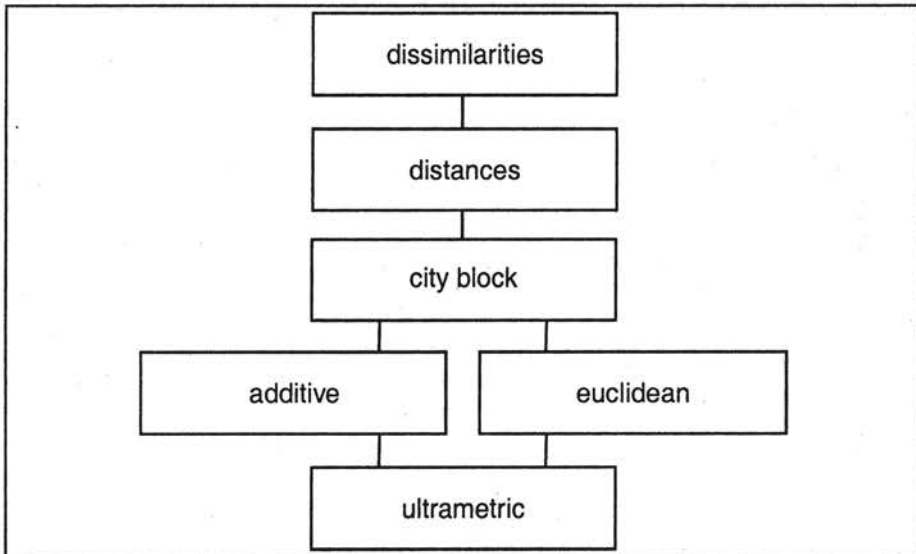 dissimilarities
distances
city block
additive
euclidean
ultrametric